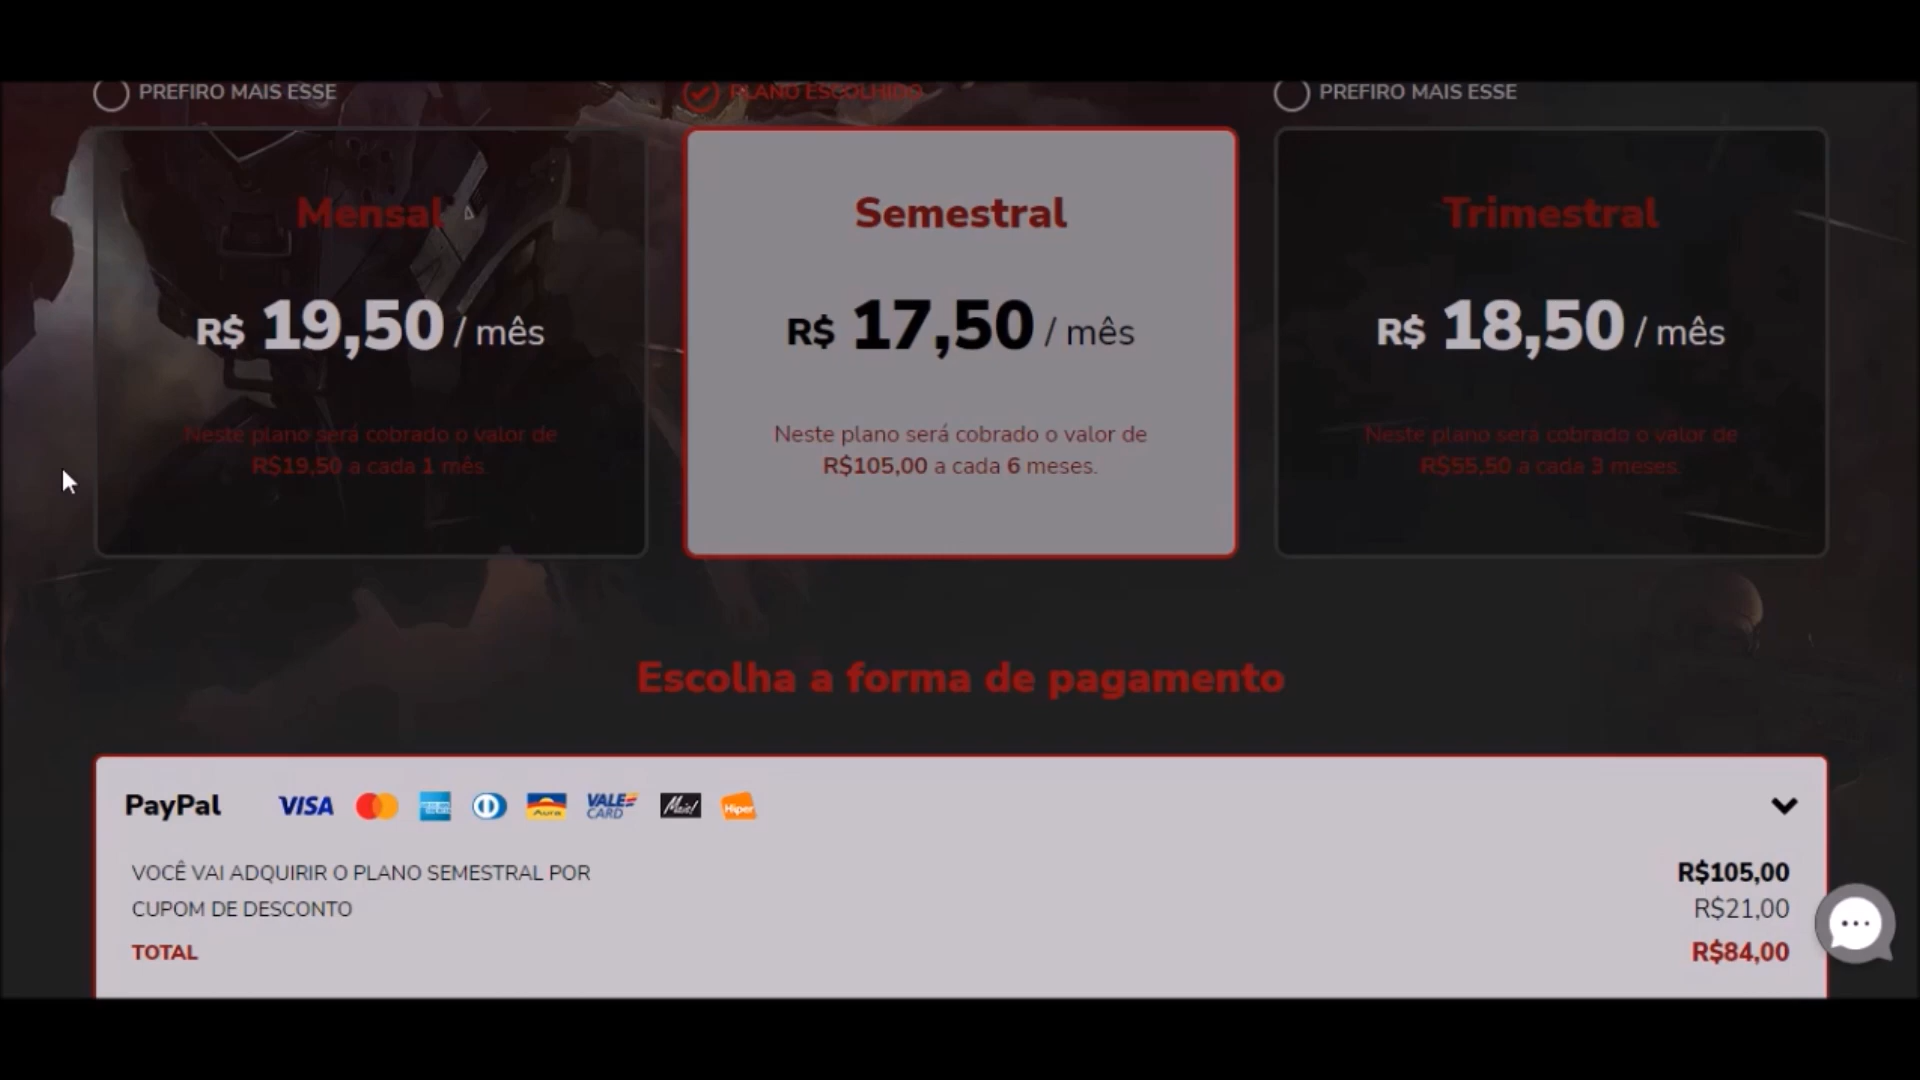 PREFIRO MAIS ESSE
PLANO ESCOLHIDO
PREFIRO MAIS ESSE
Mensal
R$ 19,50 / mês
Neste plano será cobrado o valor de
R$19,50 a cada 1 mês.
Semestral
R$ 17,50 / mês
Neste plano será cobrado o valor de
R$105,00 a cada 6 meses.
Trimestral
R$ 18,50 / mês
Neste plano será cobrado o valor de
R$55,50 a cada 3 meses.
Escolha a forma de pagamento
PayPal VISA Aura VALE CARD Mais! Hiper
VOCÊ VAI ADQUIRIR O PLANO SEMESTRAL POR R$105,00
CUPOM DE DESCONTO R$21,00
TOTAL R$84,00